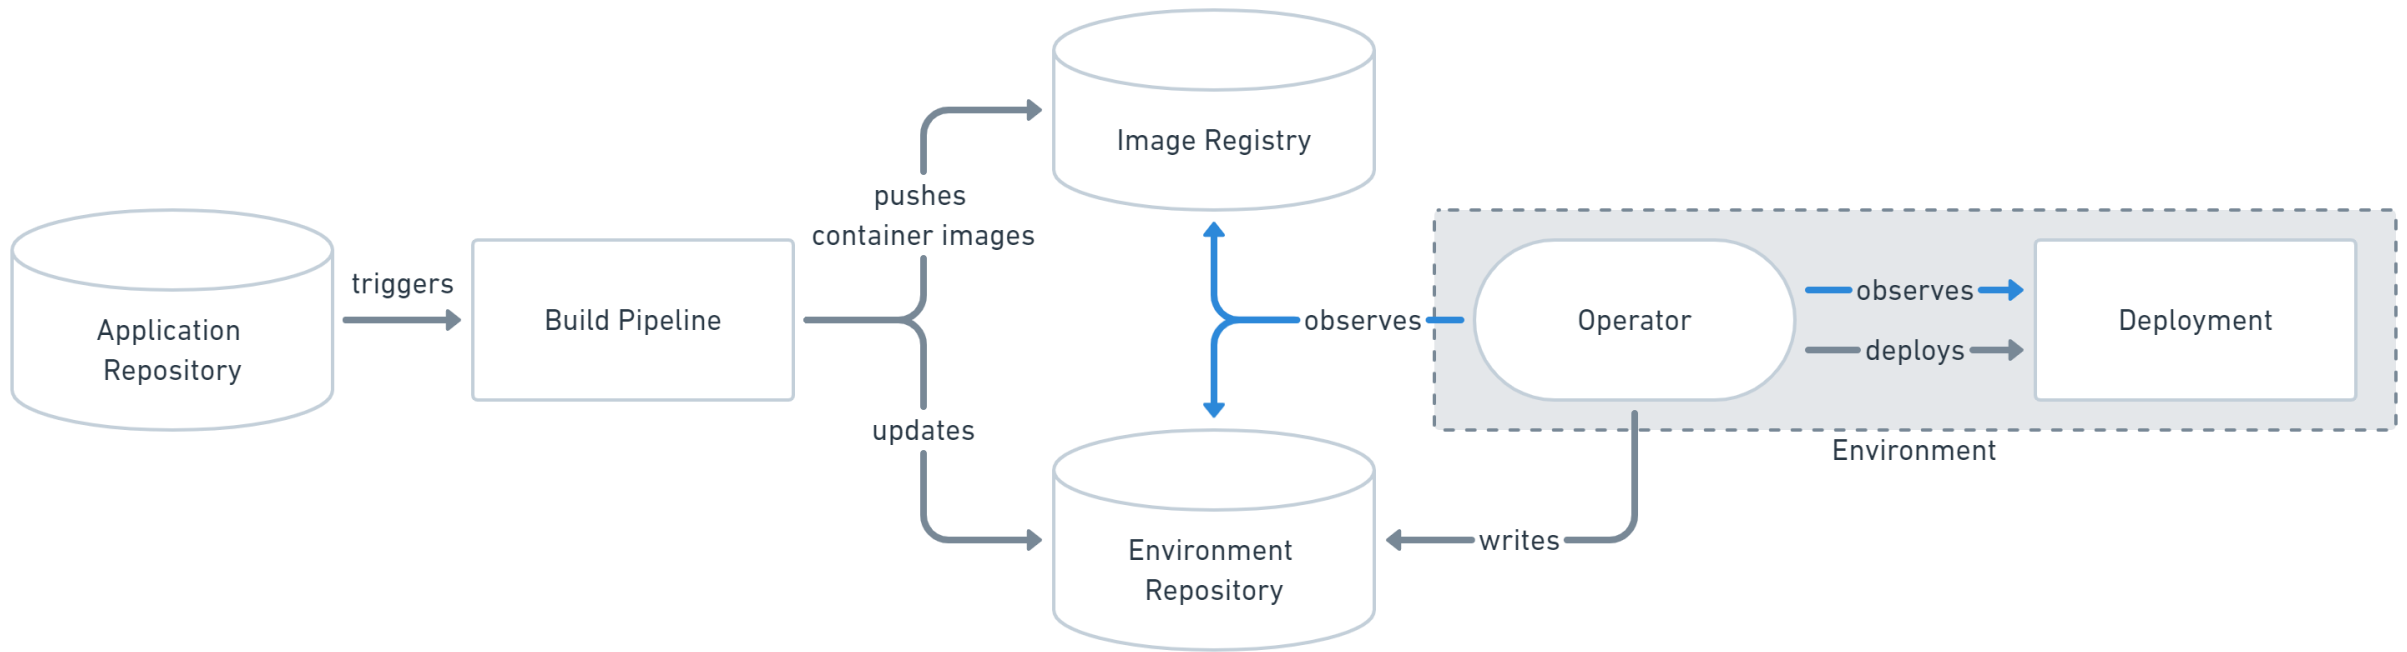 Application
Repository
triggers
Build Pipeline
pushes
container images
updates
Image Registry
Environment
Repository
observes
writes
Operator
observes
deploys
Deployment
Environment